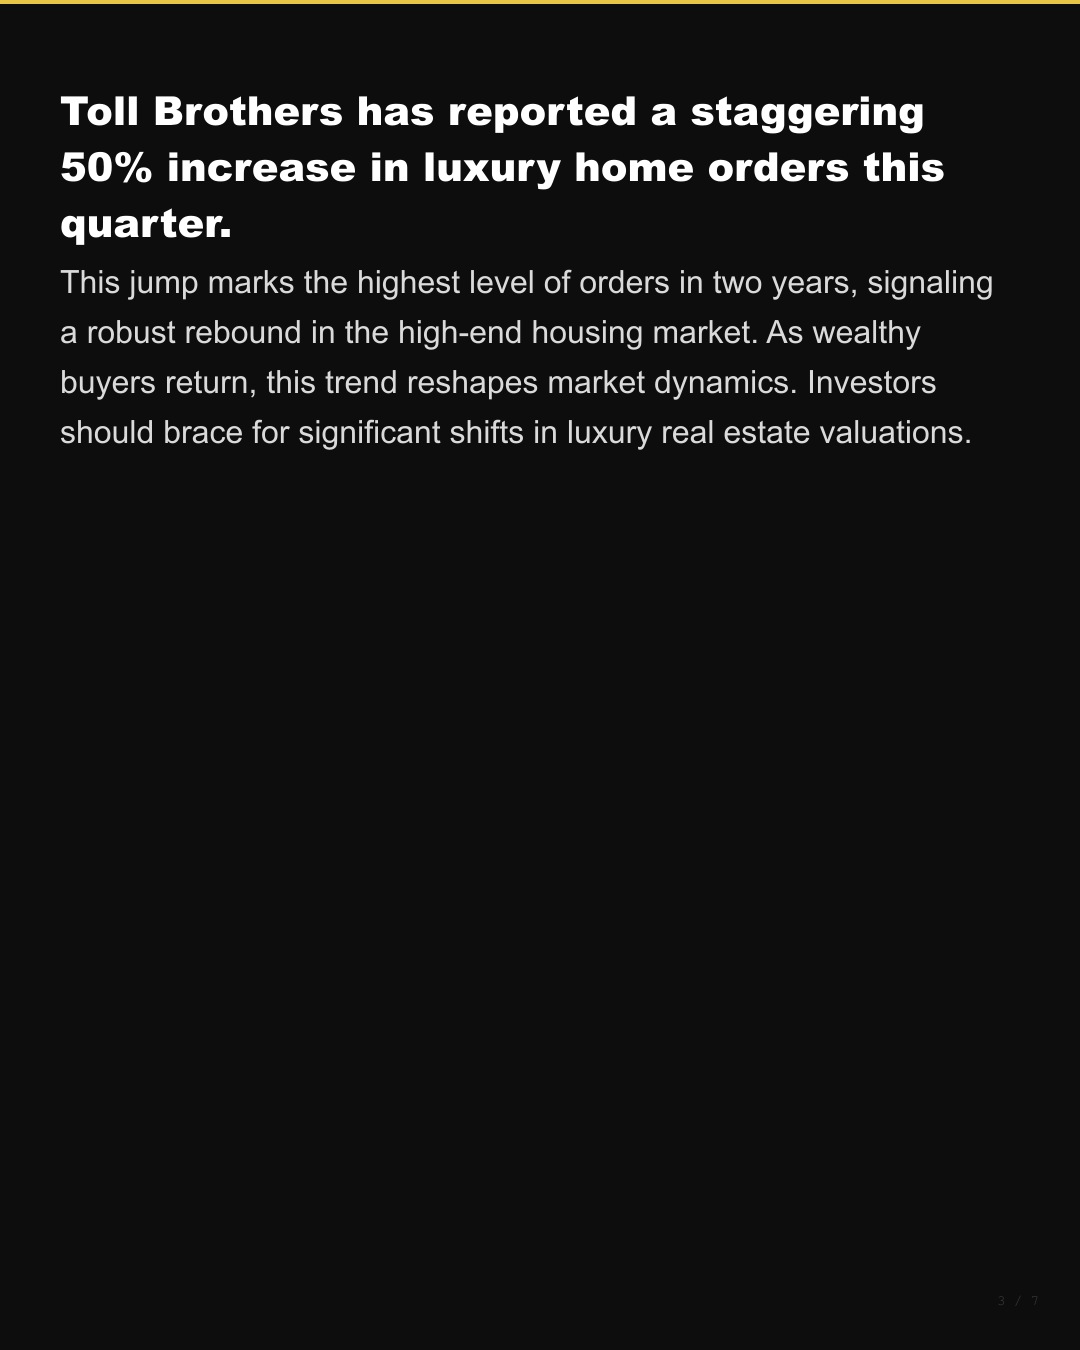 Toll Brothers has reported a staggering
50% increase in luxury home orders this
quarter.
This jump marks the highest level of orders in two years, signaling
a robust rebound in the high-end housing market. As wealthy
buyers return, this trend reshapes market dynamics. Investors
should brace for significant shifts in luxury real estate valuations.
3 / 7